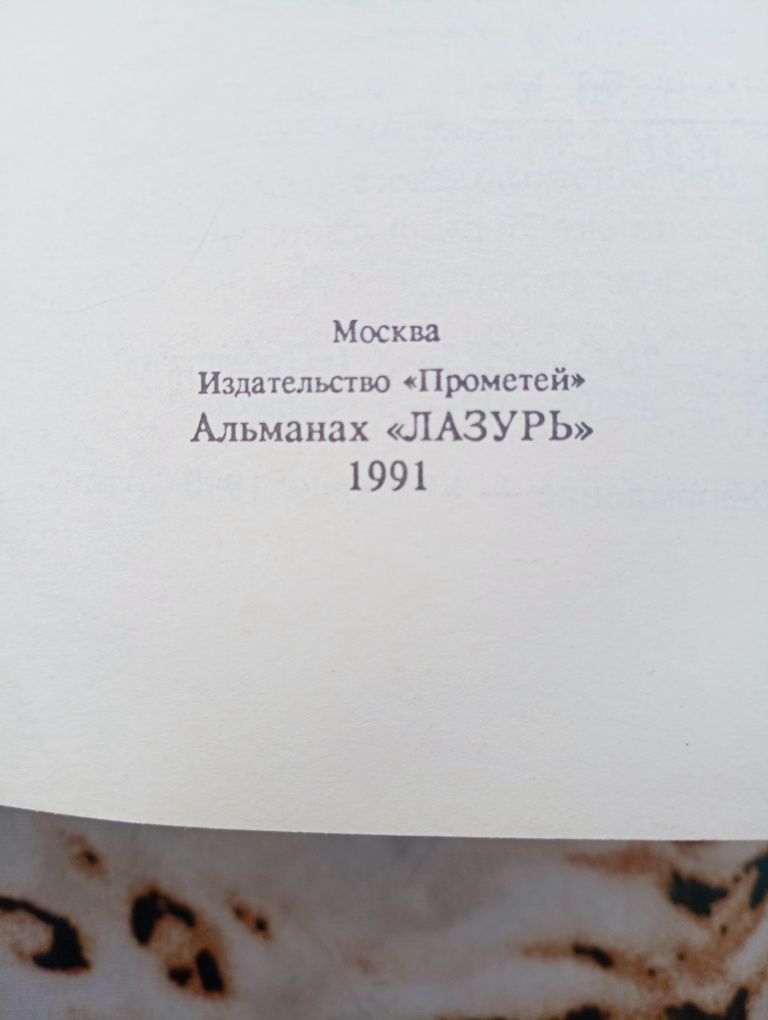 Москва
Издательство «Прометей»
Альманах «ЛАЗУРЬ»
1991